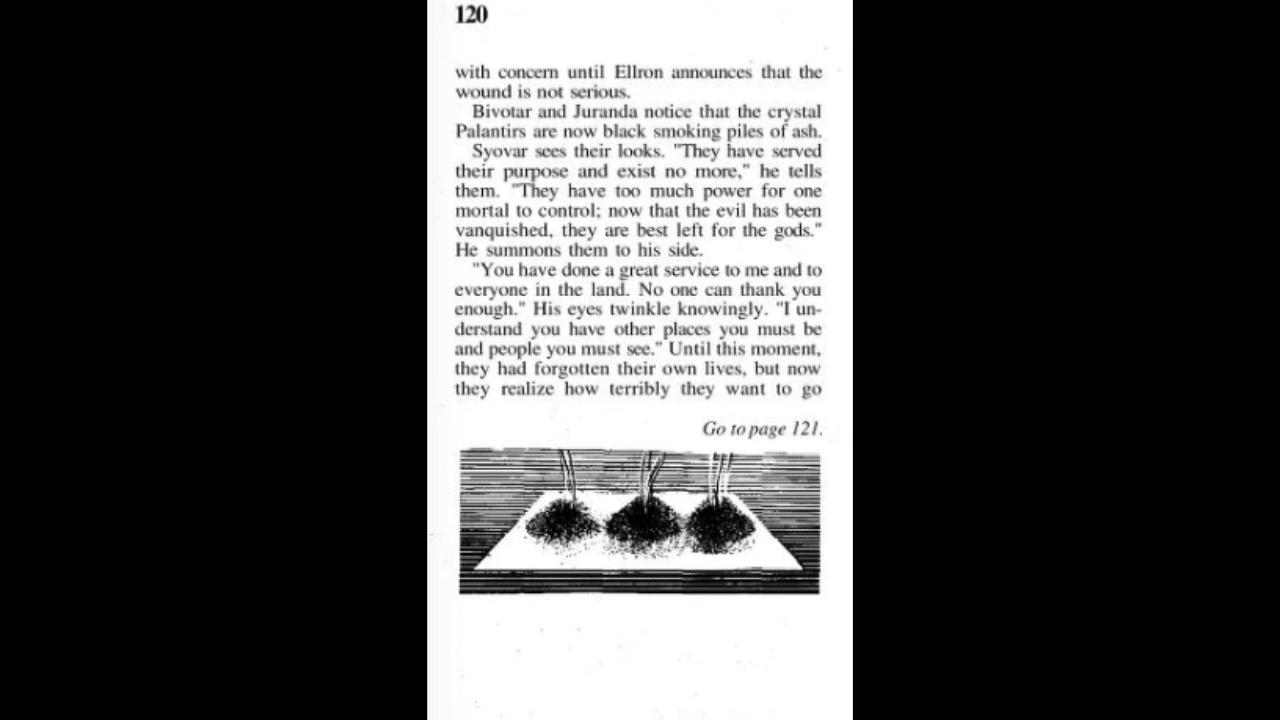 120
with concern until Ellron announces that the
wound is not serious.
Bivotar and Juranda notice that the crystal
Palantirs are now black smoking piles of ash.
Syovar sees their looks. "They have served
their purpose and exist no more," he tells
them. "They have too much power for one
mortal to control; now that the evil has been
vanquished, they are best left for the gods."
He summons them to his side.
"You have done a great service to me and to
everyone in the land. No one can thank you
enough." His eyes twinkle knowingly. "I un-
derstand you have other places you must be
and people you must see." Until this moment,
they had forgotten their own lives, but now
they realize how terribly they want to go
Go to page 121.